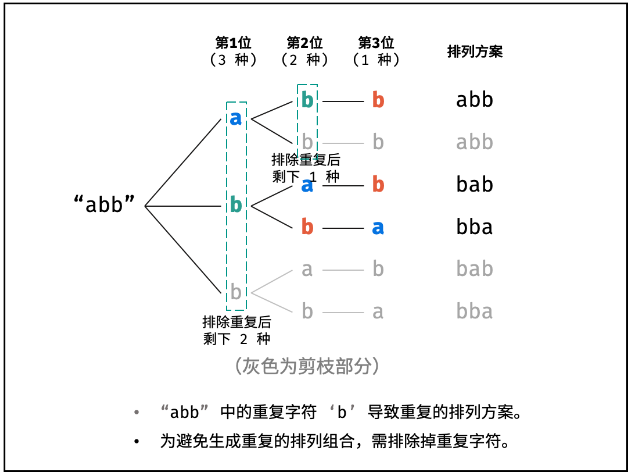 第1位 第2位 第3位 排列方案
（3 种） （2 种） （1 种）
a b b abb
b b abb
排除重复后
剩下 1 种
“abb” b a b bab
b a bba
b a b bab
b a bba
排除重复后
剩下 2 种
（灰色为剪枝部分）
• “abb” 中的重复字符 ‘b’ 导致重复的排列方案。
• 为避免生成重复的排列组合，需排除掉重复字符。